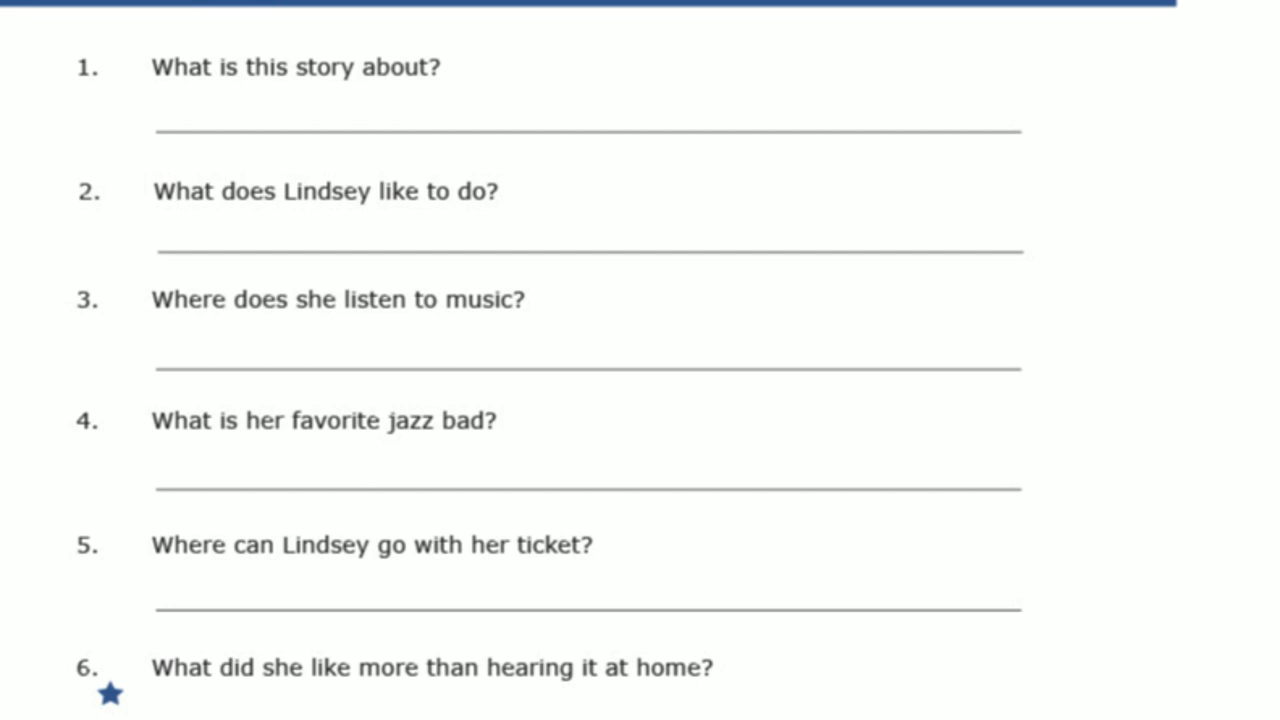 1. What is this story about?
2. What does Lindsey like to do?
3. Where does she listen to music?
4. What is her favorite jazz bad?
5. Where can Lindsey go with her ticket?
6. What did she like more than hearing it at home?